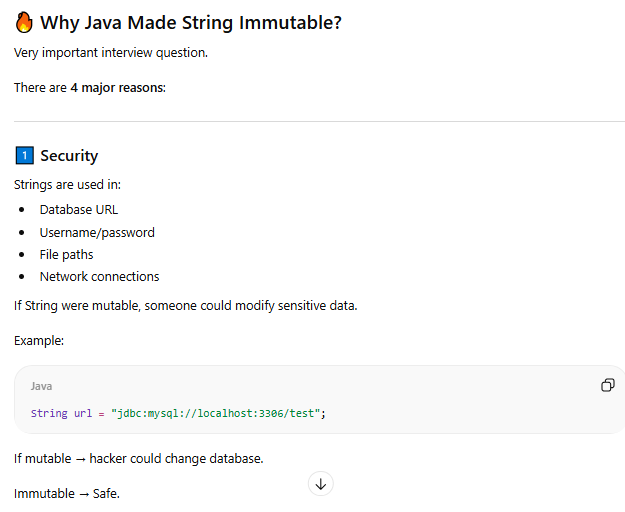 🔥 Why Java Made String Immutable?
Very important interview question.
There are 4 major reasons:
1 Security
Strings are used in:
• Database URL
• Username/password
• File paths
• Network connections
If String were mutable, someone could modify sensitive data.
Example:
Java
String url = "jdbc:mysql://localhost:3306/test";
If mutable → hacker could change database.
Immutable → Safe.